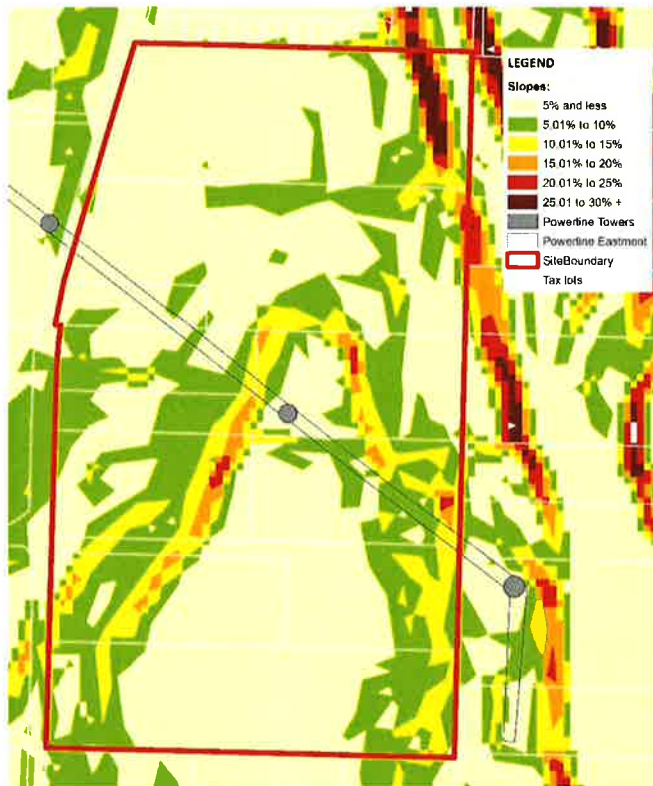 LEGEND
Slopes:
5% and less
5.01% to 10%
10.01% to 15%
15.01% to 20%
20.01% to 25%
25.01 to 30% +
Powerline Towers
Powerline Eastment
SiteBoundary
Tax lots